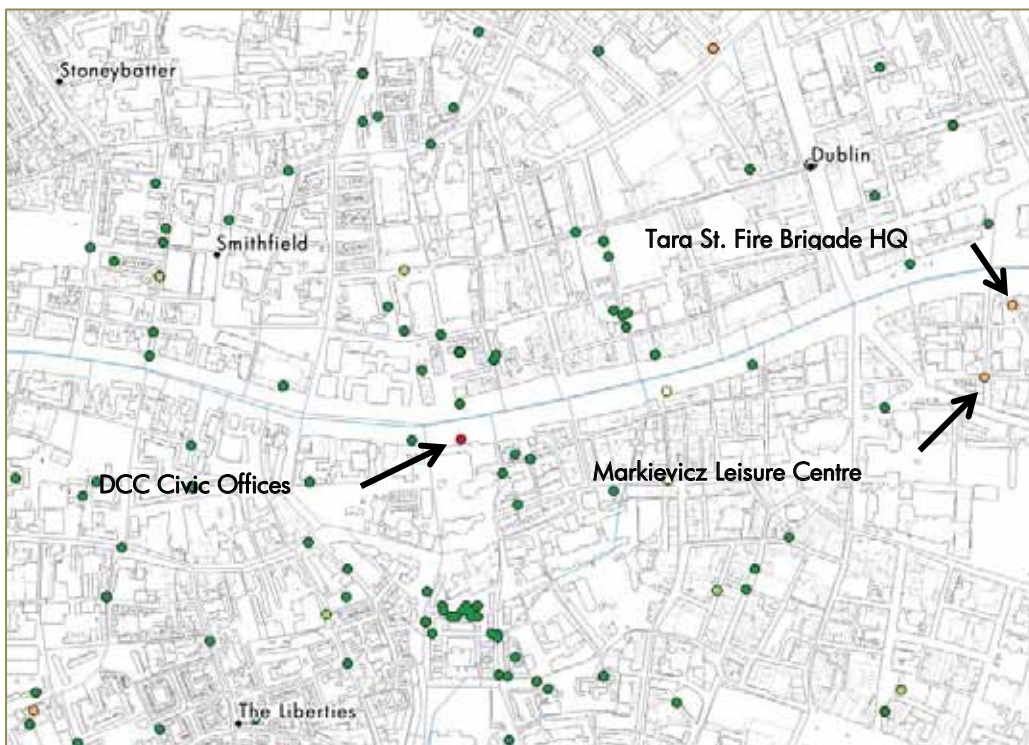 Stoneybatter
Dublin
Tara St. Fire Brigade HQ
Smithfield
Markievicz Leisure Centre
DCC Civic Offices
The Liberties